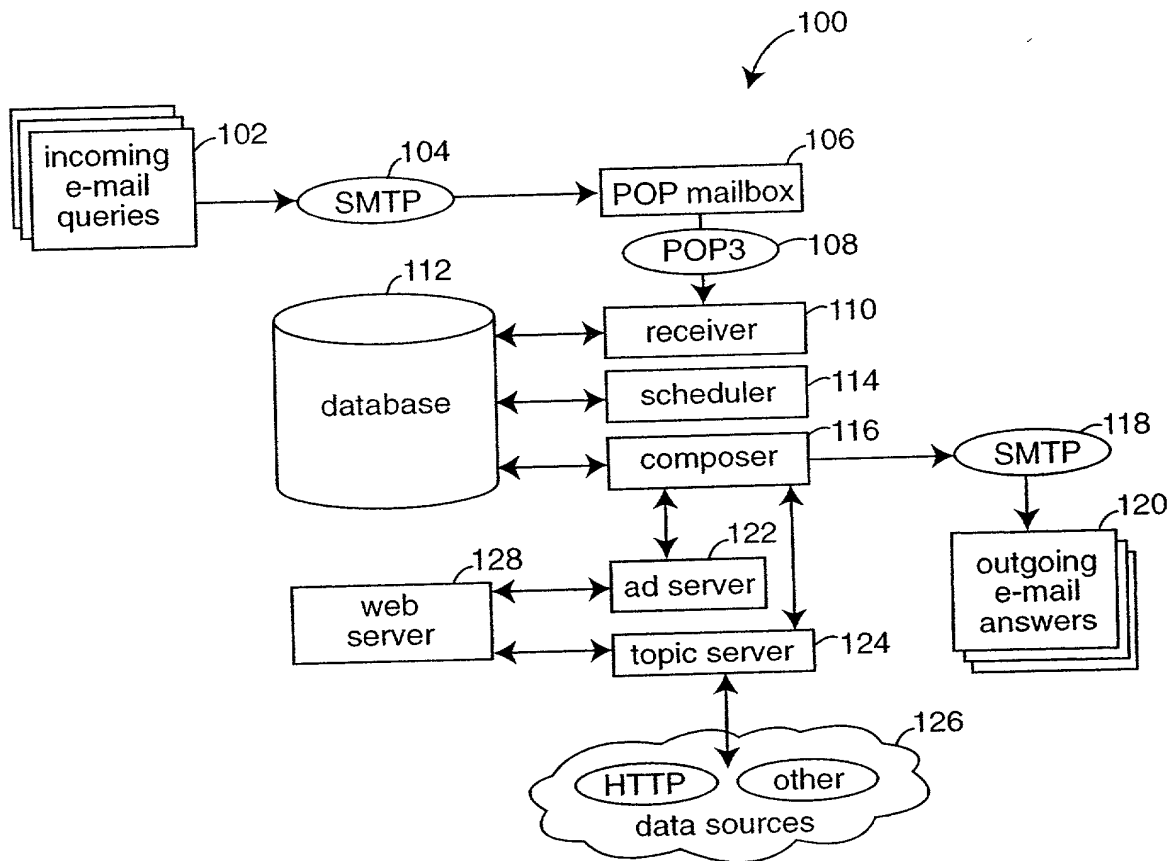 100
102
incoming
e-mail
queries
104
SMTP
106
POP mailbox
POP3
108
112
database
receiver
110
scheduler
114
composer
116
118
SMTP
120
outgoing
e-mail
answers
122
ad server
128
web
server
topic server
124
126
HTTP
other
data sources